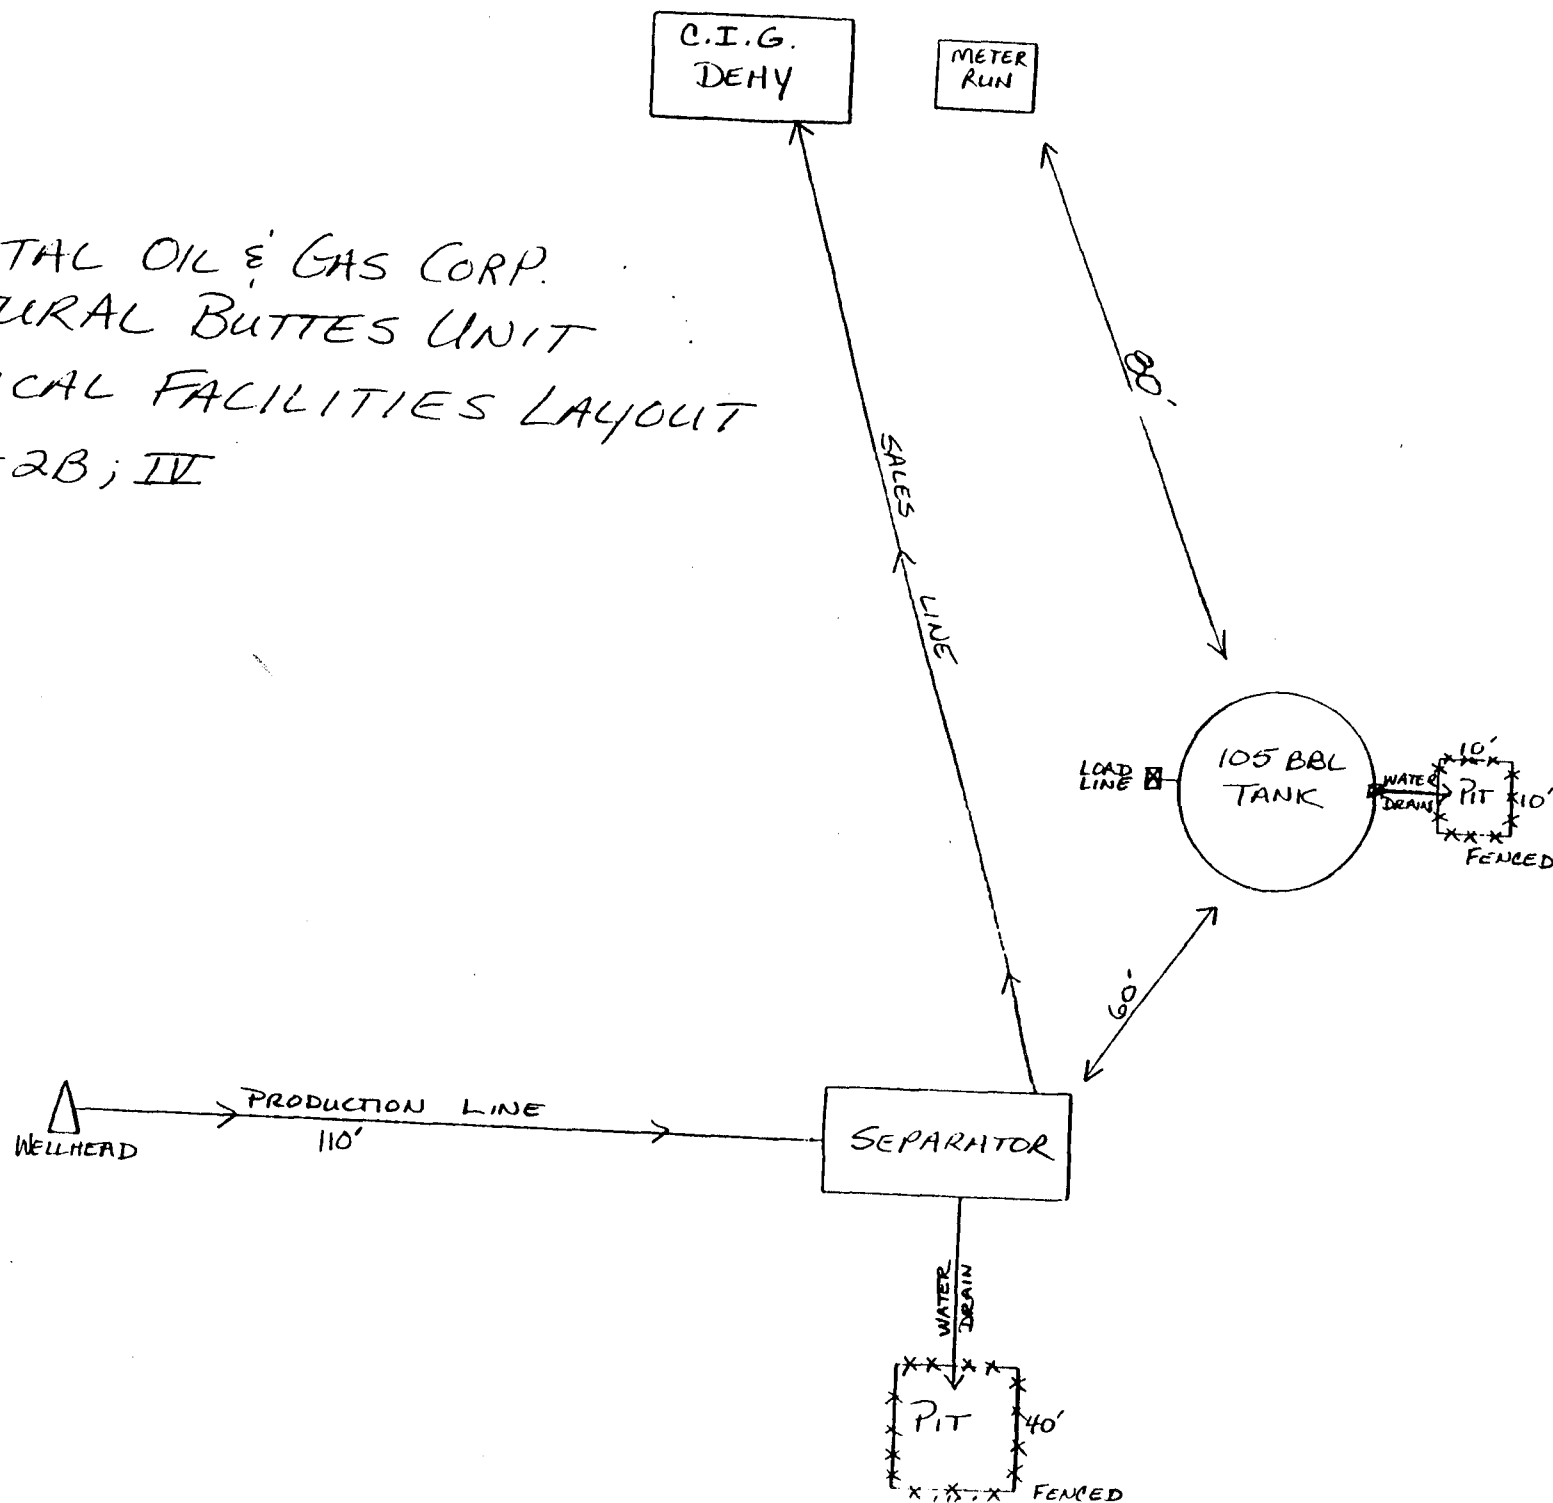 C.I.G.
DEHY
METER
RUN
TAL OIL & GAS CORP.
URAL BUTTES UNIT
ICAL FACILITIES LAYOUT
-2B; IV
80'
SALES LINE
LOAD
LINE
105 BBL
TANK
WATER
DRAIN
10'
PIT
10'
FENCED
60'
PRODUCTION LINE
110'
WELLHEAD
SEPARATOR
WATER
DRAIN
PIT
40'
FENCED